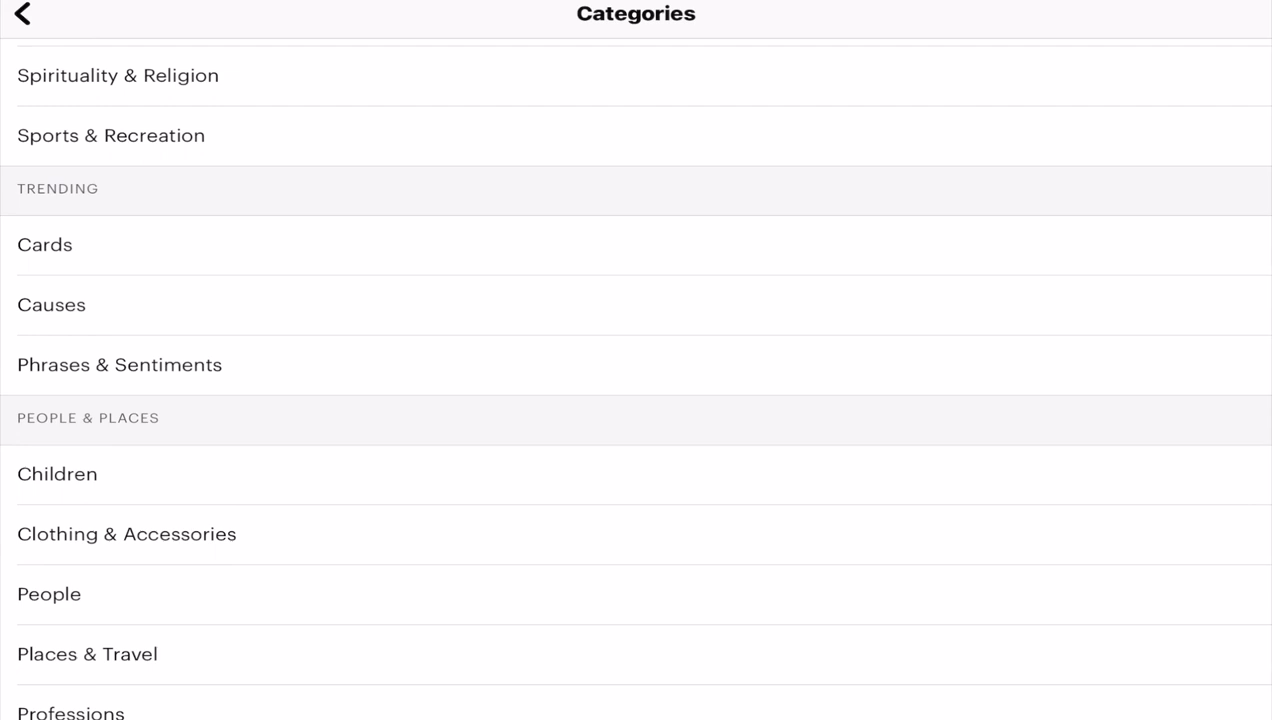 Categories
Spirituality & Religion
Sports & Recreation
TRENDING
Cards
Causes
Phrases & Sentiments
PEOPLE & PLACES
Children
Clothing & Accessories
People
Places & Travel
Professions